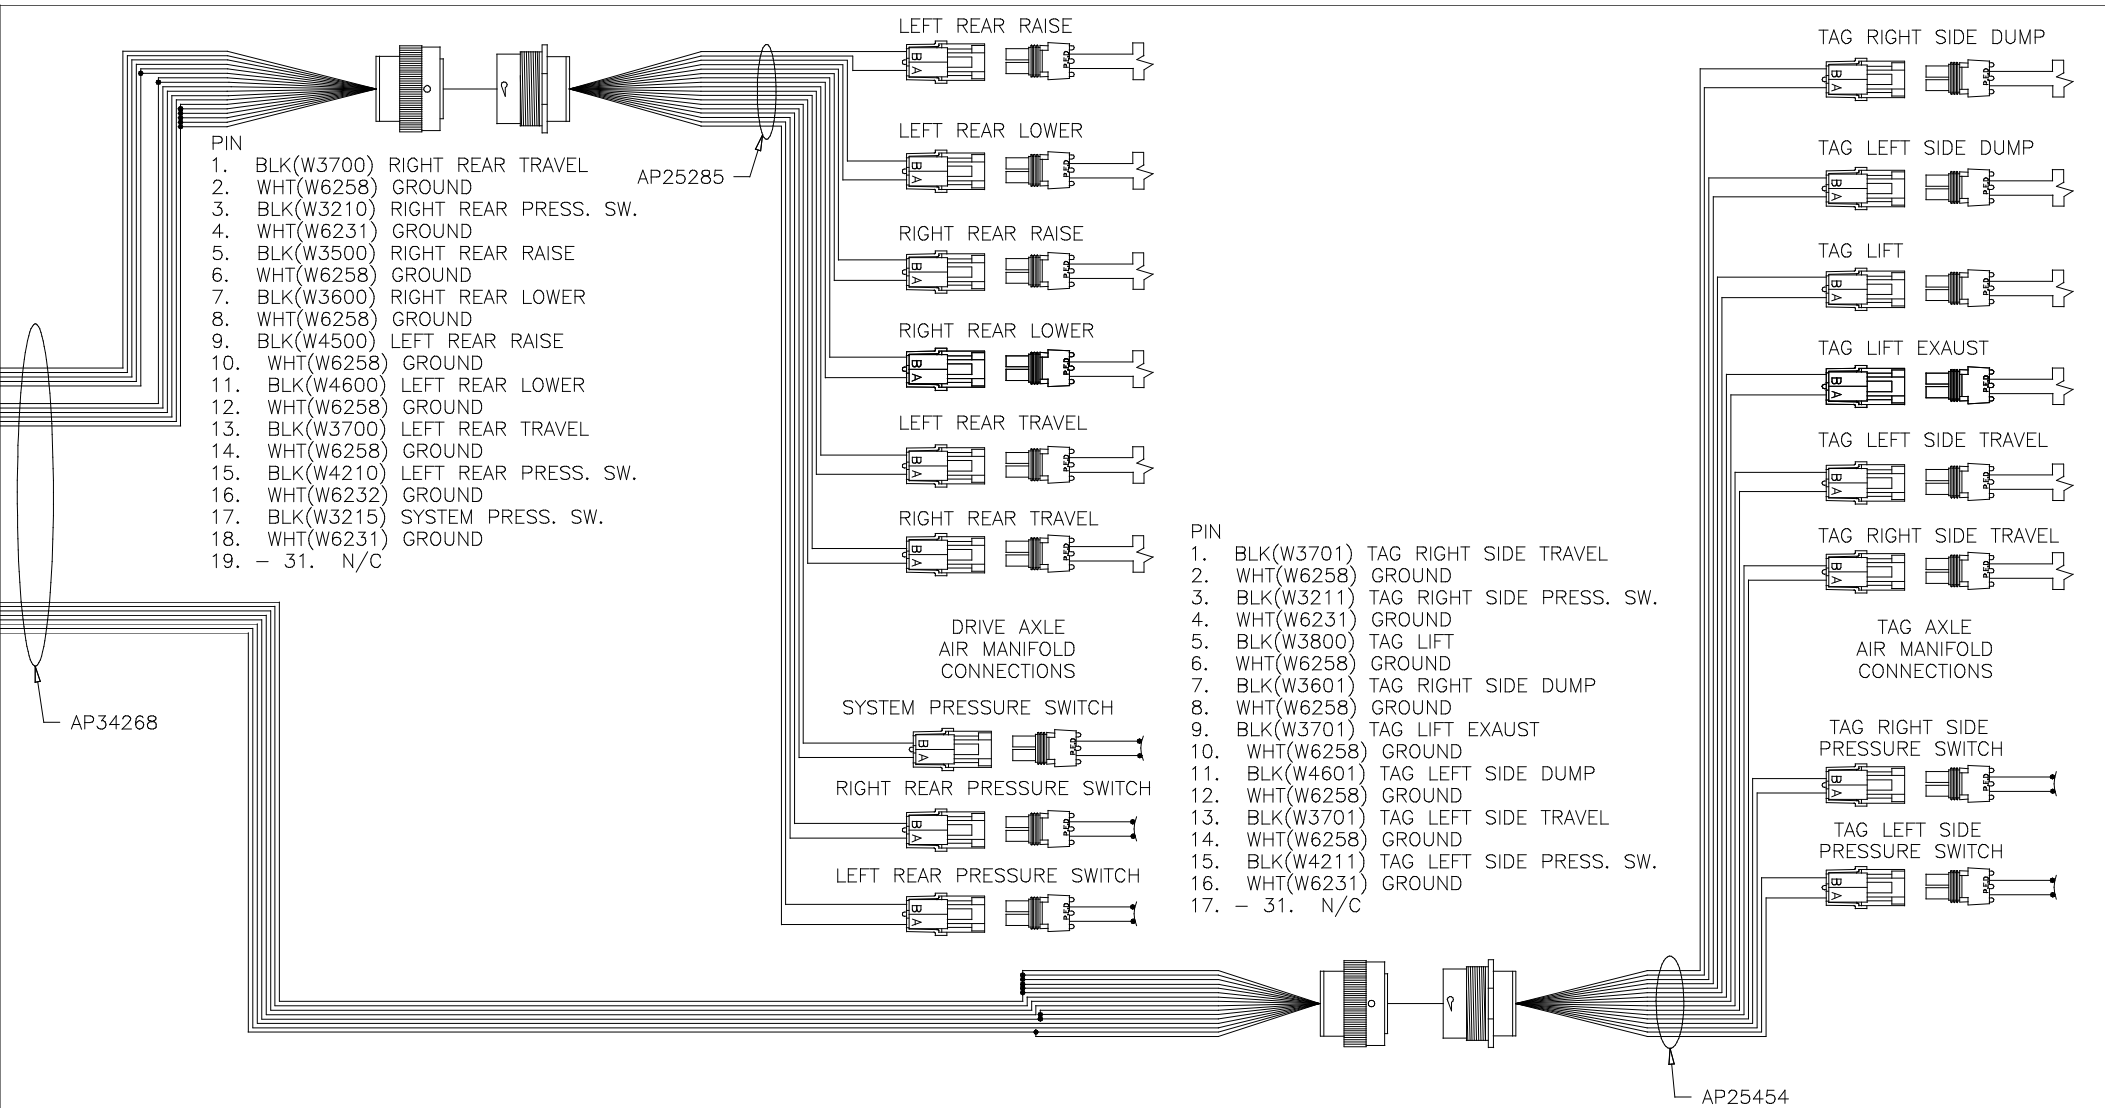 LEFT REAR RAISE
B
A
P.E.D
LEFT REAR LOWER
B
A
P.E.D
RIGHT REAR RAISE
B
A
P.E.D
RIGHT REAR LOWER
B
A
P.E.D
LEFT REAR TRAVEL
B
A
P.E.D
RIGHT REAR TRAVEL
B
A
P.E.D
DRIVE AXLE
AIR MANIFOLD
CONNECTIONS
SYSTEM PRESSURE SWITCH
B
A
P.E.D
RIGHT REAR PRESSURE SWITCH
B
A
P.E.D
LEFT REAR PRESSURE SWITCH
B
A
P.E.D
AP25285
PIN
1. BLK(W3700) RIGHT REAR TRAVEL
2. WHT(W6258) GROUND
3. BLK(W3210) RIGHT REAR PRESS. SW.
4. WHT(W6231) GROUND
5. BLK(W3500) RIGHT REAR RAISE
6. WHT(W6258) GROUND
7. BLK(W3600) RIGHT REAR LOWER
8. WHT(W6258) GROUND
9. BLK(W4500) LEFT REAR RAISE
10. WHT(W6258) GROUND
11. BLK(W4600) LEFT REAR LOWER
12. WHT(W6258) GROUND
13. BLK(W3700) LEFT REAR TRAVEL
14. WHT(W6258) GROUND
15. BLK(W4210) LEFT REAR PRESS. SW.
16. WHT(W6232) GROUND
17. BLK(W3215) SYSTEM PRESS. SW.
18. WHT(W6231) GROUND
19. – 31. N/C
AP34268
PIN
1. BLK(W3701) TAG RIGHT SIDE TRAVEL
2. WHT(W6258) GROUND
3. BLK(W3211) TAG RIGHT SIDE PRESS. SW.
4. WHT(W6231) GROUND
5. BLK(W3800) TAG LIFT
6. WHT(W6258) GROUND
7. BLK(W3601) TAG RIGHT SIDE DUMP
8. WHT(W6258) GROUND
9. BLK(W3701) TAG LIFT EXAUST
10. WHT(W6258) GROUND
11. BLK(W4601) TAG LEFT SIDE DUMP
12. WHT(W6258) GROUND
13. BLK(W3701) TAG LEFT SIDE TRAVEL
14. WHT(W6258) GROUND
15. BLK(W4211) TAG LEFT SIDE PRESS. SW.
16. WHT(W6231) GROUND
17. – 31. N/C
TAG RIGHT SIDE DUMP
B
A
P.E.D
TAG LEFT SIDE DUMP
B
A
P.E.D
TAG LIFT
B
A
P.E.D
TAG LIFT EXAUST
B
A
P.E.D
TAG LEFT SIDE TRAVEL
B
A
P.E.D
TAG RIGHT SIDE TRAVEL
B
A
P.E.D
TAG AXLE
AIR MANIFOLD
CONNECTIONS
TAG RIGHT SIDE
PRESSURE SWITCH
B
A
P.E.D
TAG LEFT SIDE
PRESSURE SWITCH
B
A
P.E.D
AP25454